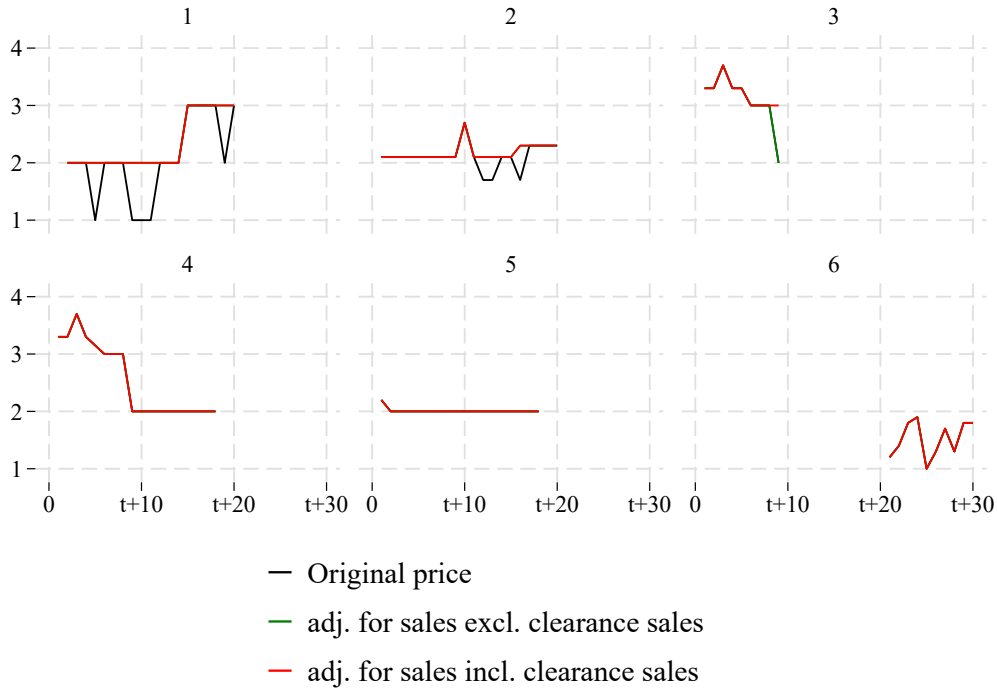 1 2 3
4
3
2
1
4 5 6
4
3
2
1
0 t+10 t+20 t+30 0 t+10 t+20 t+30 0 t+10 t+20 t+30
Original price
adj. for sales excl. clearance sales
adj. for sales incl. clearance sales